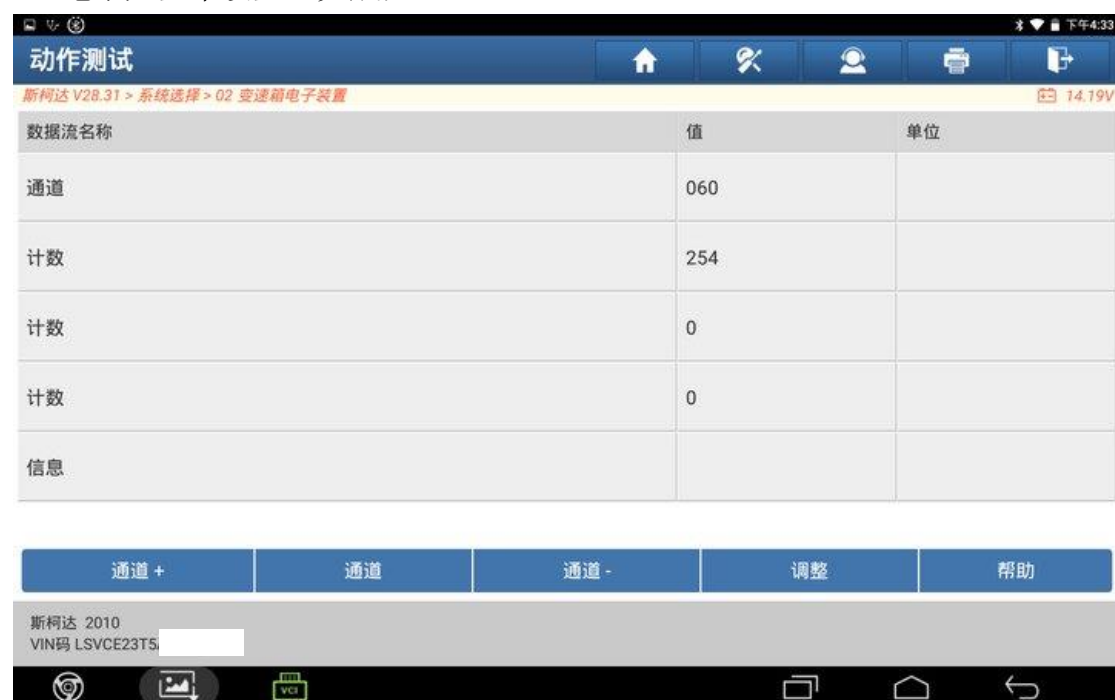 下午4:33
动作测试
斯柯达 V28.31 > 系统选择 > 02 变速箱电子装置
14.19V
数据流名称 值 单位
通道 060
计数 254
计数 0
计数 0
信息
通道 + 通道 通道 - 调整 帮助
斯柯达 2010
VIN码 LSVCE23T5
VCI